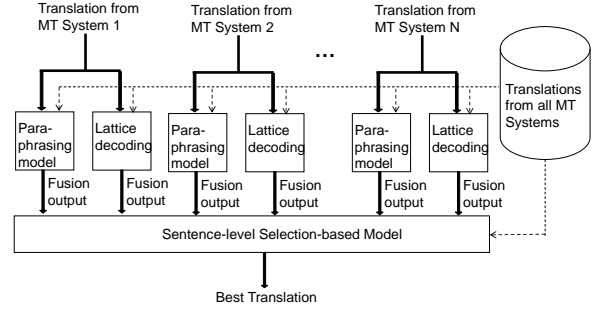 Translation from
MT System 1
Translation from
MT System 2
...
Translation from
MT System N
Translations
from all MT
Systems
Para-
phrasing
model
Lattice
decoding
Para-
phrasing
model
Lattice
decoding
Para-
phrasing
model
Lattice
decoding
Fusion
output
Fusion
output
Fusion
output
Fusion
output
Fusion
output
Fusion
output
Sentence-level Selection-based Model
Best Translation